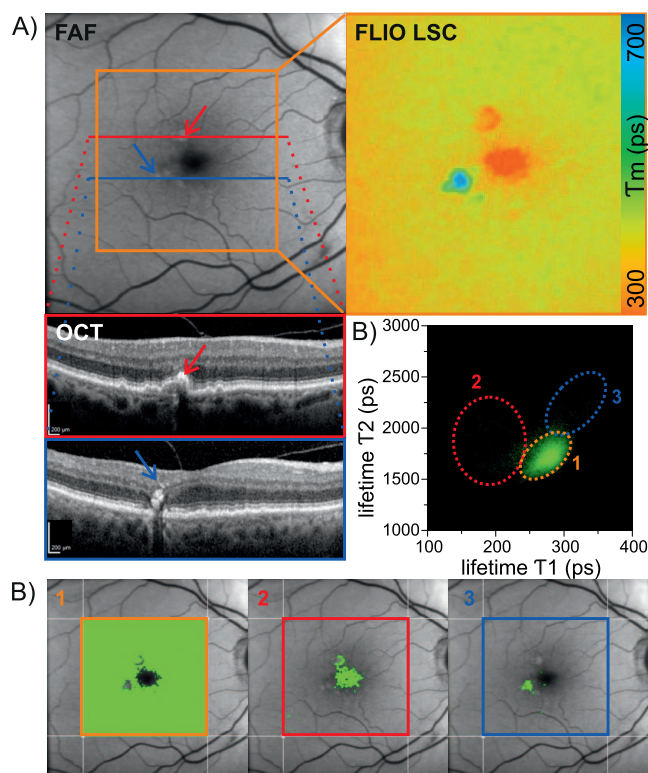 A)
FAF
FLIO LSC
700
Tm (ps)
300
OCT
200 µm
200 µm
B)
3000
2500
2000
1500
1000
lifetime T2 (ps)
2
3
1
100
200
300
400
lifetime T1 (ps)
B)
1
2
3